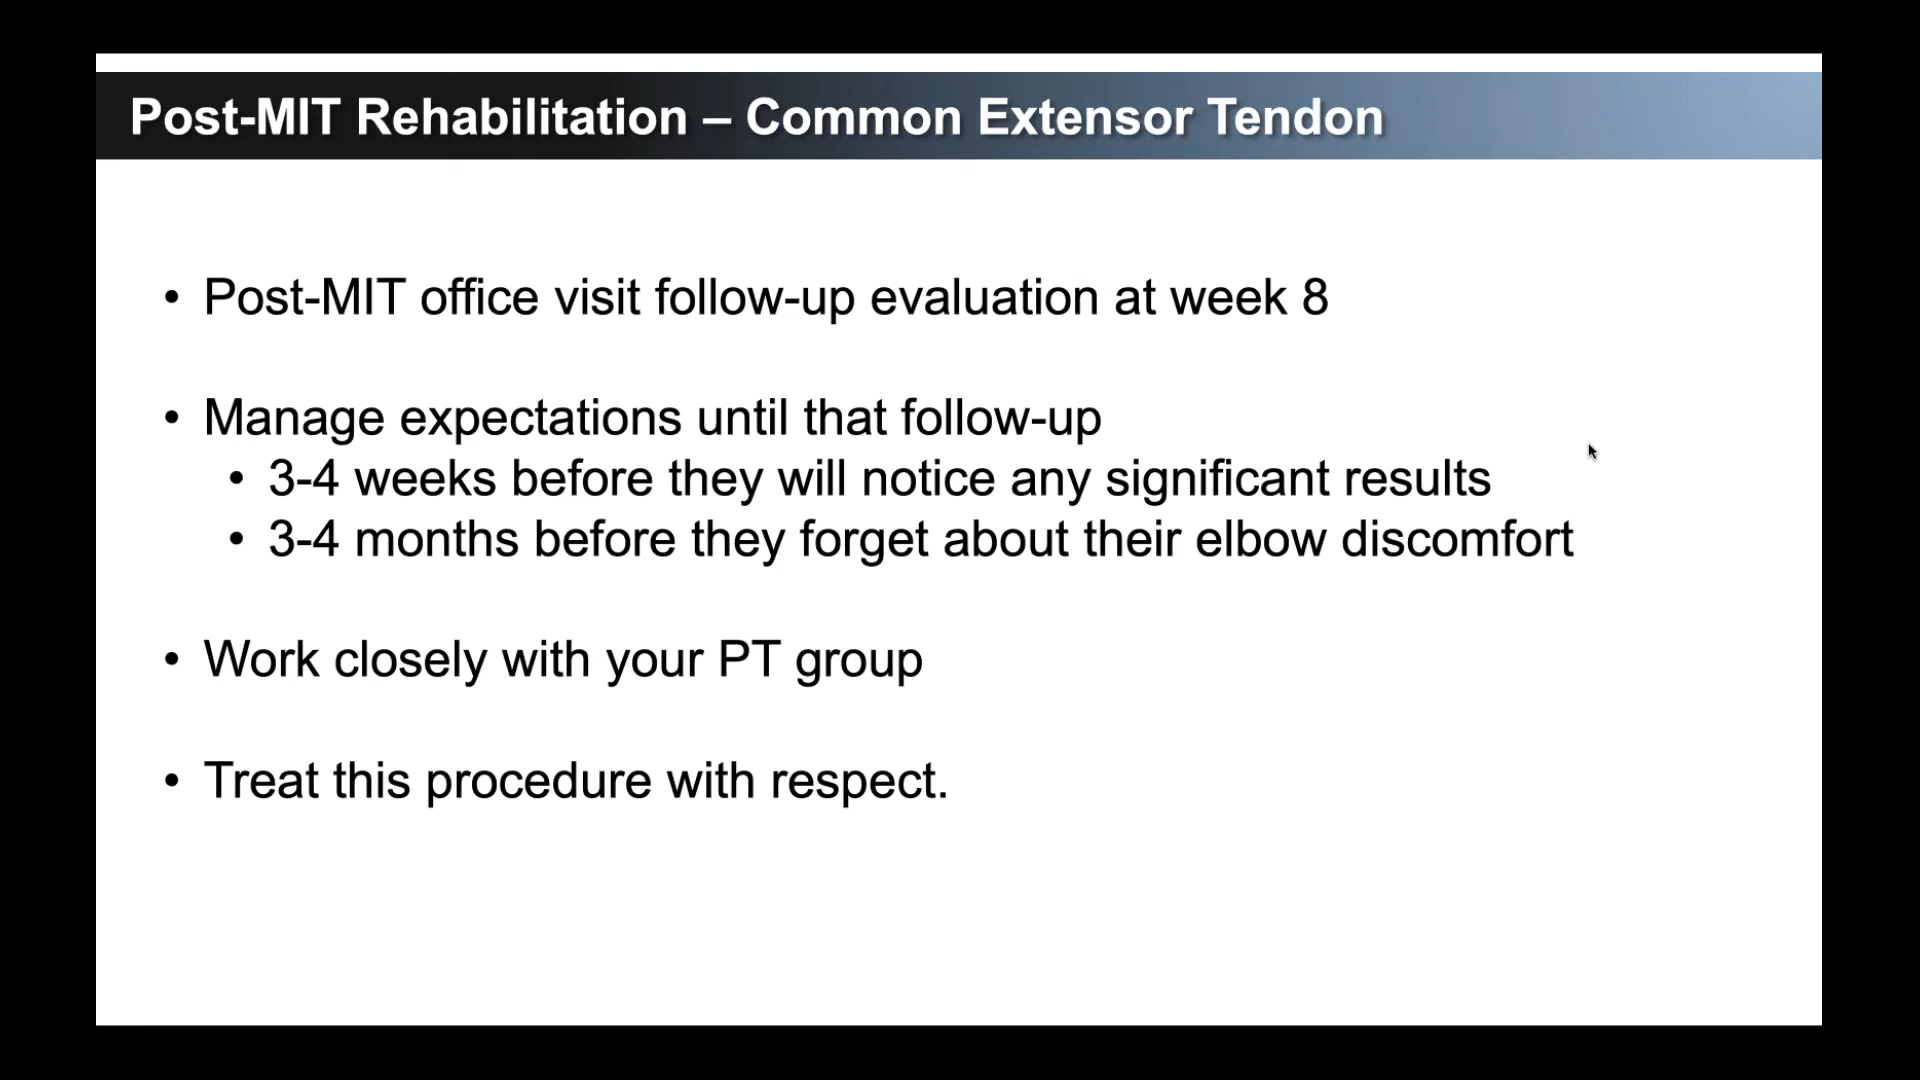 Post-MIT Rehabilitation – Common Extensor Tendon
• Post-MIT office visit follow-up evaluation at week 8
• Manage expectations until that follow-up
• 3-4 weeks before they will notice any significant results
• 3-4 months before they forget about their elbow discomfort
• Work closely with your PT group
• Treat this procedure with respect.